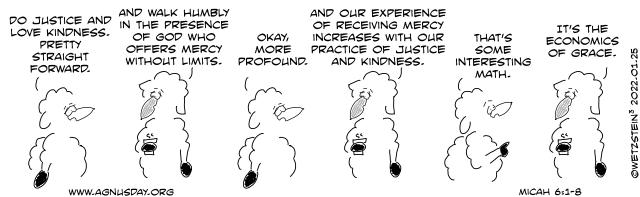 DO JUSTICE AND
LOVE KINDNESS.
PRETTY
STRAIGHT
FORWARD.
AND WALK HUMBLY
IN THE PRESENCE
OF GOD WHO
OFFERS MERCY
WITHOUT LIMITS.
OKAY,
MORE
PROFOUND.
AND OUR EXPERIENCE
OF RECEIVING MERCY
INCREASES WITH OUR
PRACTICE OF JUSTICE
AND KINDNESS.
THAT'S
SOME
INTERESTING
MATH.
IT'S THE
ECONOMICS
OF GRACE.
©WETZSTEIN³ 2022.01.25
WWW.AGNUSDAY.ORG
MICAH 6:1-8